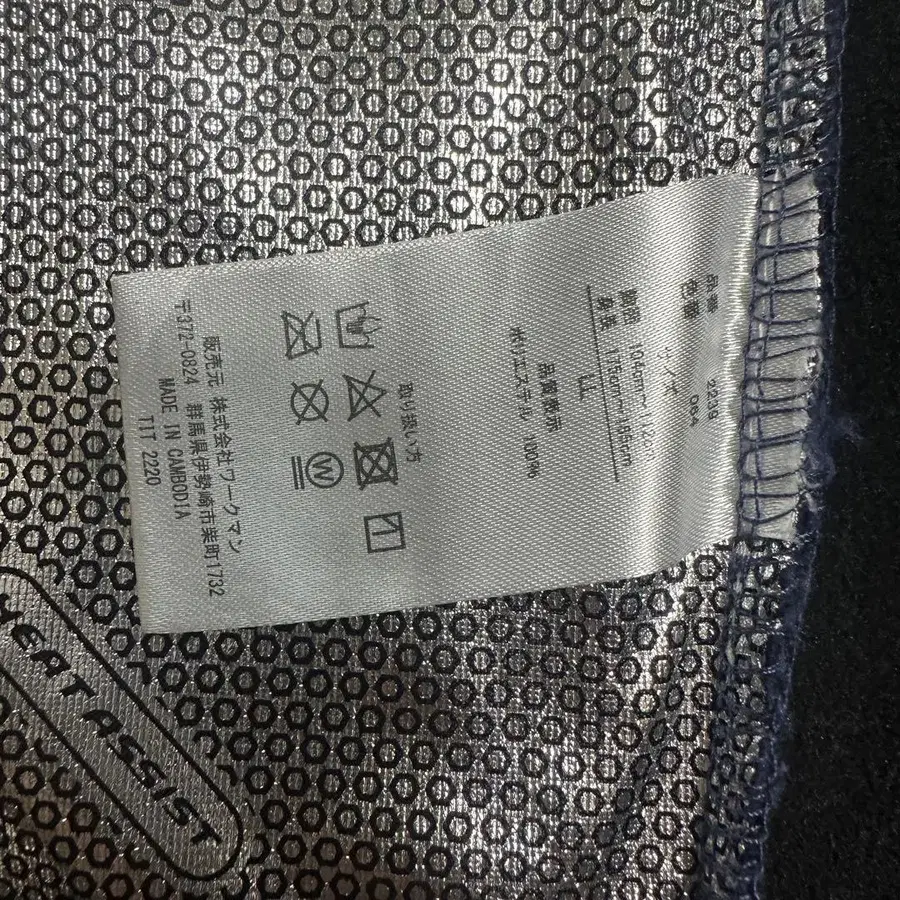 品番 2239
色番 064
サイズ
胸囲 104cm～112cm
身長 175cm～185cm
LL
品質表示
ポリエステル 100%
取り扱い方
W
販売元 株式会社ワークマン
〒372-0824 群馬県伊勢崎市柴町1732
MADE IN CAMBODIA
TIT 2220
HEAT ASSIST